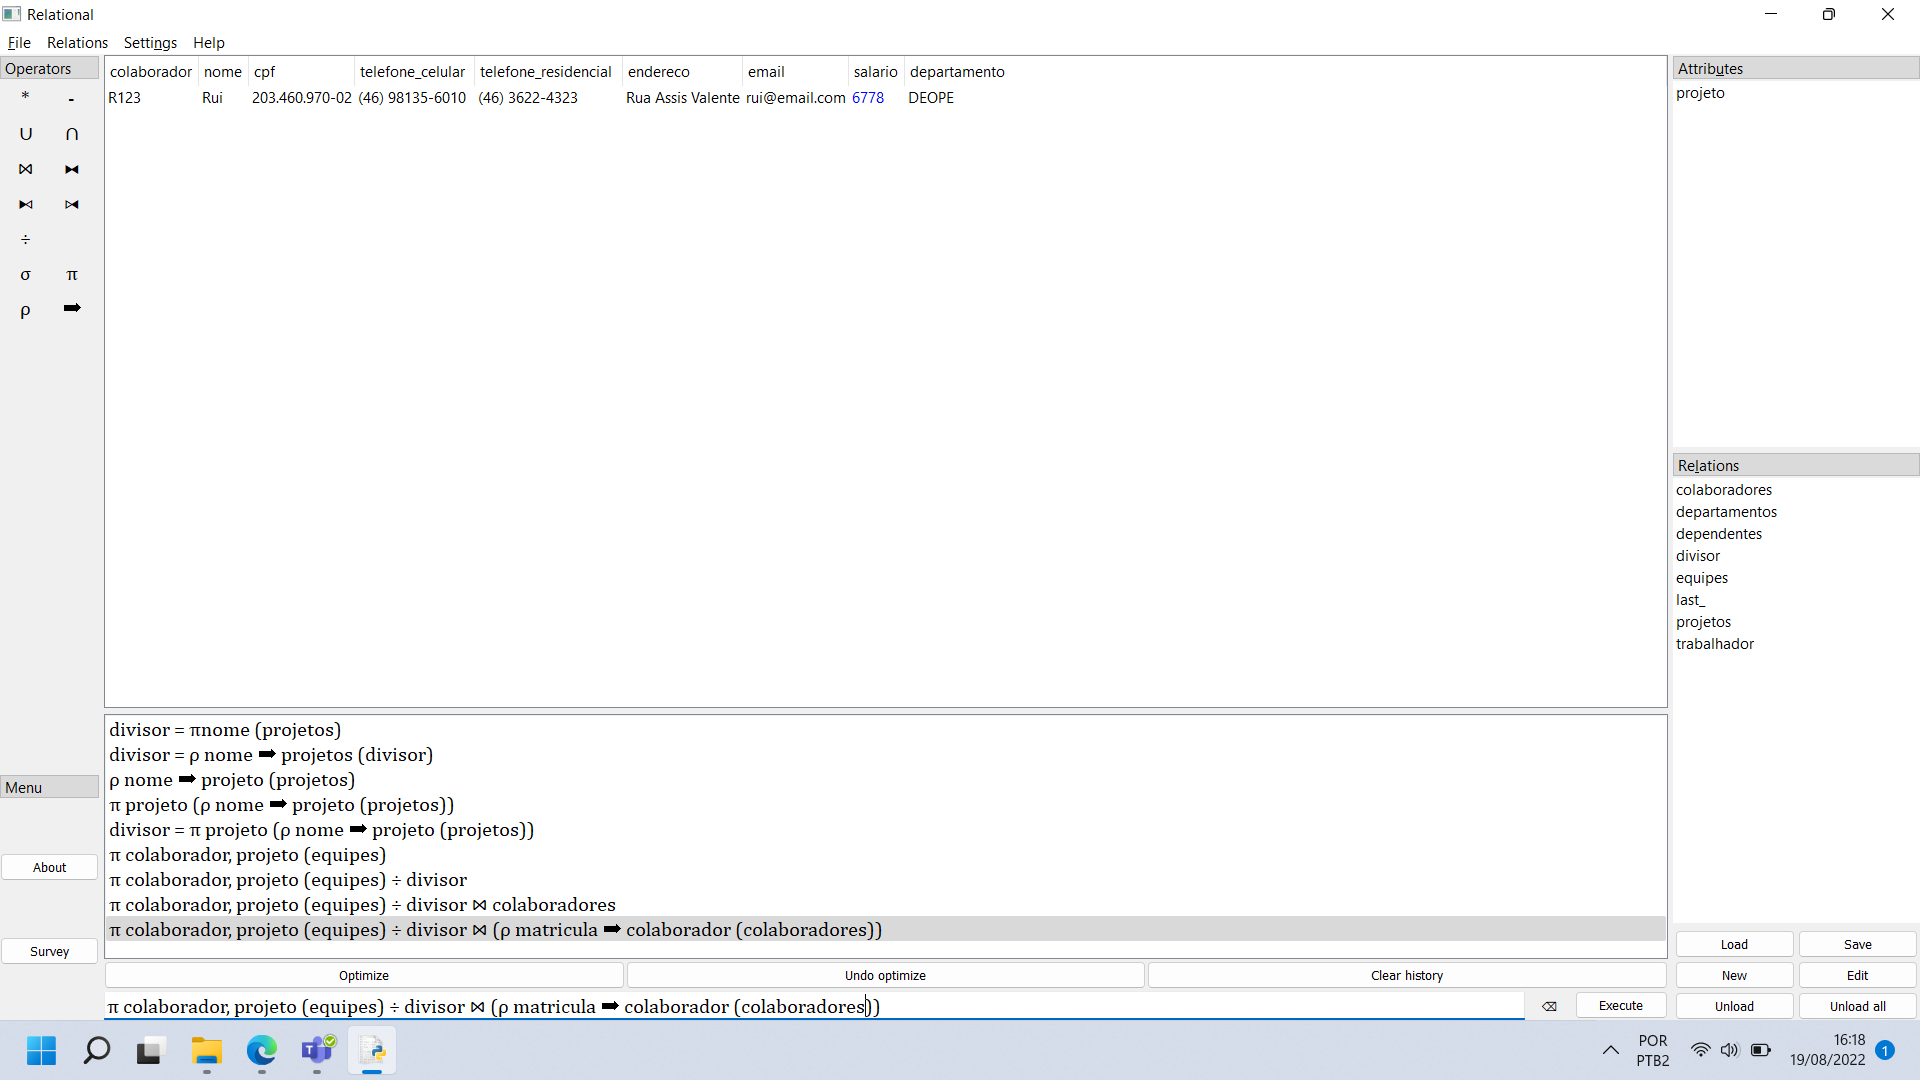 Relational
File Relations Settings Help
Operators
* -
∪ ∩
⋈ ⧓
⧑ ⧒
÷
σ π
ρ ➡
Menu
About
Survey
colaborador nome cpf telefone_celular telefone_residencial endereco email salario departamento
R123 Rui 203.460.970-02 (46) 98135-6010 (46) 3622-4323 Rua Assis Valente rui@email.com 6778 DEOPE
divisor = πnome (projetos)
divisor = ρ nome ➡ projetos (divisor)
ρ nome ➡ projeto (projetos)
π projeto (ρ nome ➡ projeto (projetos))
divisor = π projeto (ρ nome ➡ projeto (projetos))
π colaborador, projeto (equipes)
π colaborador, projeto (equipes) ÷ divisor
π colaborador, projeto (equipes) ÷ divisor ⋈ colaboradores
π colaborador, projeto (equipes) ÷ divisor ⋈ (ρ matricula ➡ colaborador (colaboradores))
Optimize Undo optimize Clear history
π colaborador, projeto (equipes) ÷ divisor ⋈ (ρ matricula ➡ colaborador (colaboradores))
Execute
Attributes
projeto
Relations
colaboradores
departamentos
dependentes
divisor
equipes
last_
projetos
trabalhador
Load Save
New Edit
Unload Unload all
POR
PTB2
16:18
19/08/2022
1